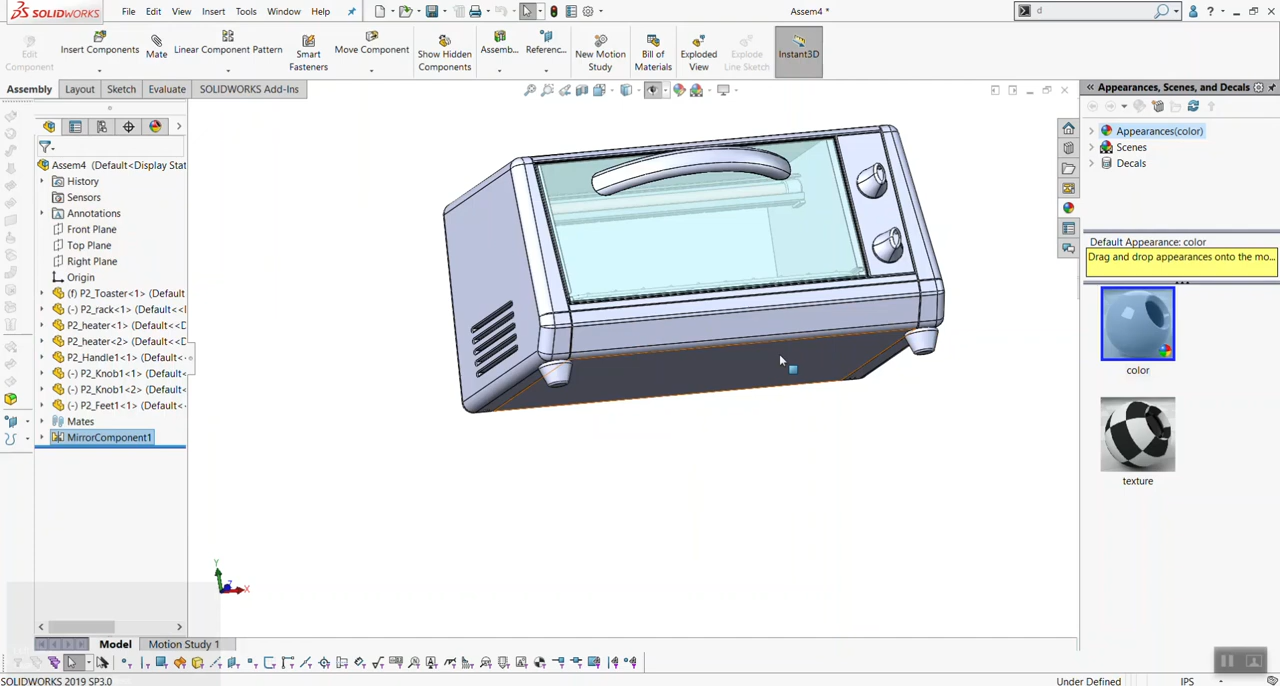 SOLIDWORKS
File Edit View Insert Tools Window Help
Assem4 *
d
Edit Component
Insert Components
Mate
Linear Component Pattern
Smart Fasteners
Move Component
Show Hidden Components
Assemb...
Referenc...
New Motion Study
Bill of Materials
Exploded View
Explode Line Sketch
Instant3D
Assembly Layout Sketch Evaluate SOLIDWORKS Add-Ins
Appearances, Scenes, and Decals
Assem4 (Default<Display Stat
History
Sensors
Annotations
Front Plane
Top Plane
Right Plane
Origin
(f) P2_Toaster<1> (Default
(-) P2_rack<1> (Default<<
P2_heater<1> (Default<<D
P2_heater<2> (Default<<D
P2_Handle1<1> (Default<
(-) P2_Knob1<1> (Default
(-) P2_Knob1<2> (Default
(-) P2_Feet1<1> (Default<
Mates
MirrorComponent1
Appearances(color)
Scenes
Decals
Default Appearance: color
Drag and drop appearances onto the mo...
color
texture
Y
Z
X
Model Motion Study 1
SOLIDWORKS 2019 SP3.0
Under Defined
IPS